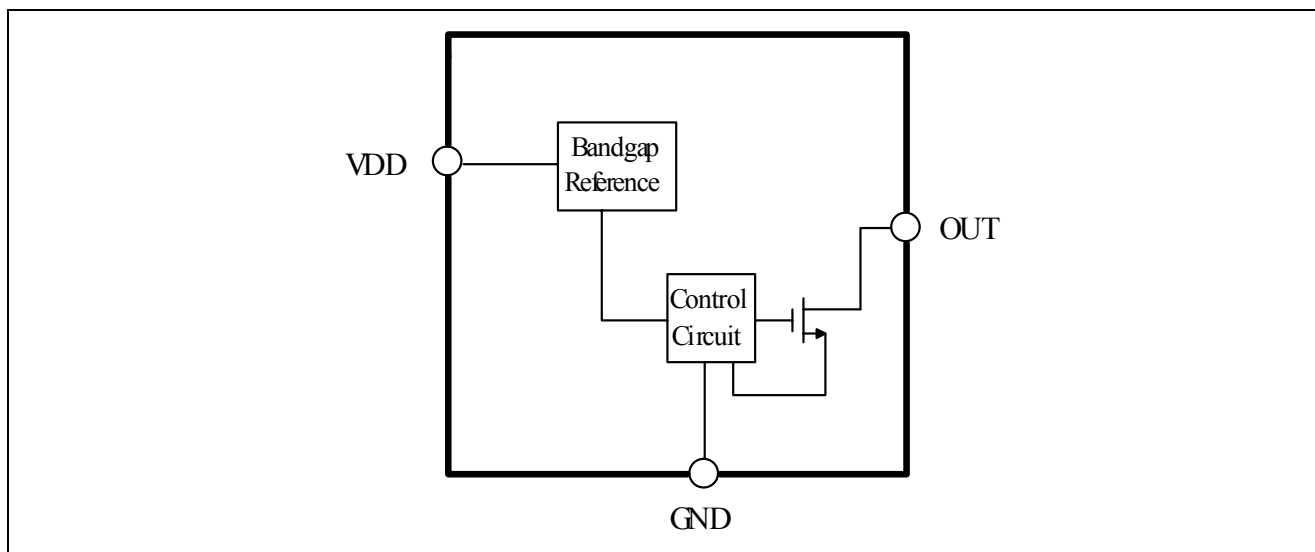 Bandgap
Reference
VDD
OUT
Control
Circuit
GND